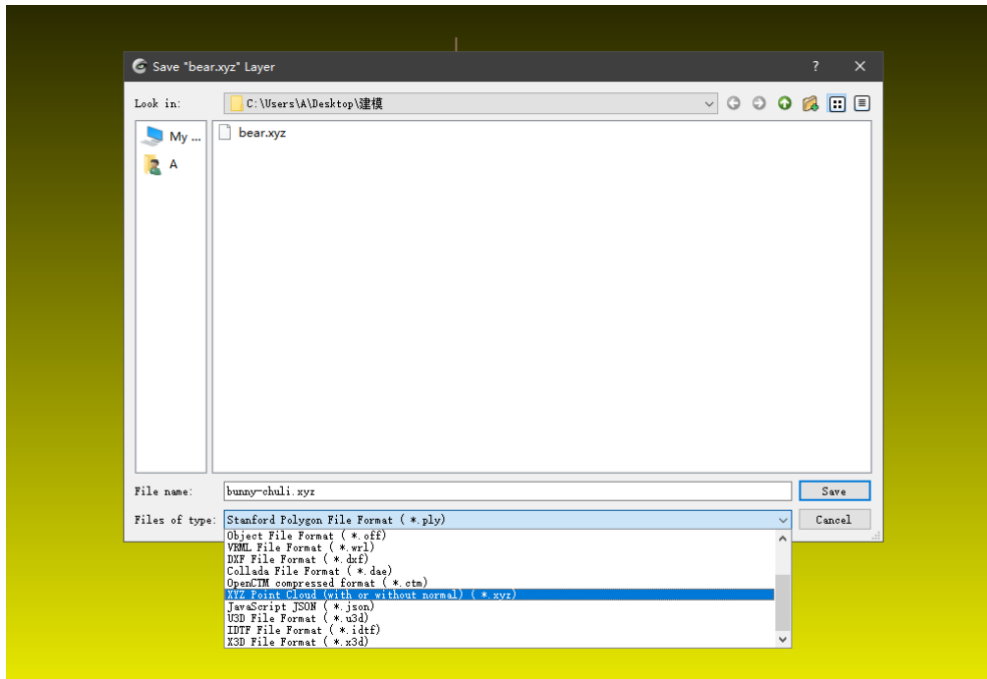 Save "bear.xyz" Layer
?
Look in:
C:\Users\A\Desktop\建模
My ...
bear.xyz
A
File name:
bunny-chuli.xyz
Save
Files of type:
Stanford Polygon File Format ( *.ply)
Cancel
Object File Format ( *.off)
VRML File Format ( *.wrl)
DXF File Format ( *.dxf)
Collada File Format ( *.dae)
OpenCTM compressed format ( *.ctm)
XYZ Point Cloud (with or without normal) ( *.xyz)
JavaScript JSON ( *.json)
U3D File Format ( *.u3d)
IDTF File Format ( *.idtf)
X3D File Format ( *.x3d)